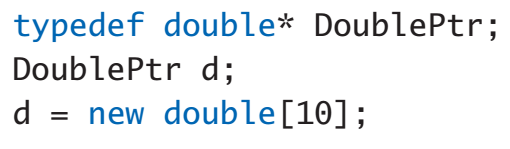 typedef double* DoublePtr;
DoublePtr d;
d = new double[10];